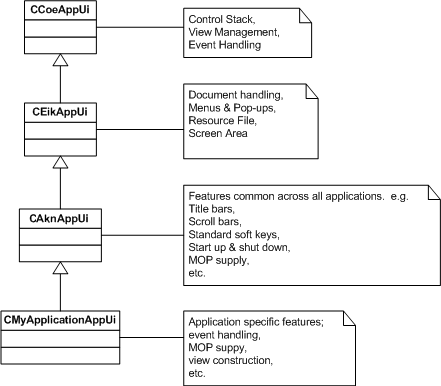 CCoeAppUi
Control Stack,
View Management,
Event Handling
CEikAppUi
Document handling,
Menus & Pop-ups,
Resource File,
Screen Area
CAknAppUi
Features common across all applications. e.g.
Title bars,
Scroll bars,
Standard soft keys,
Start up & shut down,
MOP supply,
etc.
CMyApplicationAppUi
Application specific features;
event handling,
MOP suppy,
view construction,
etc.